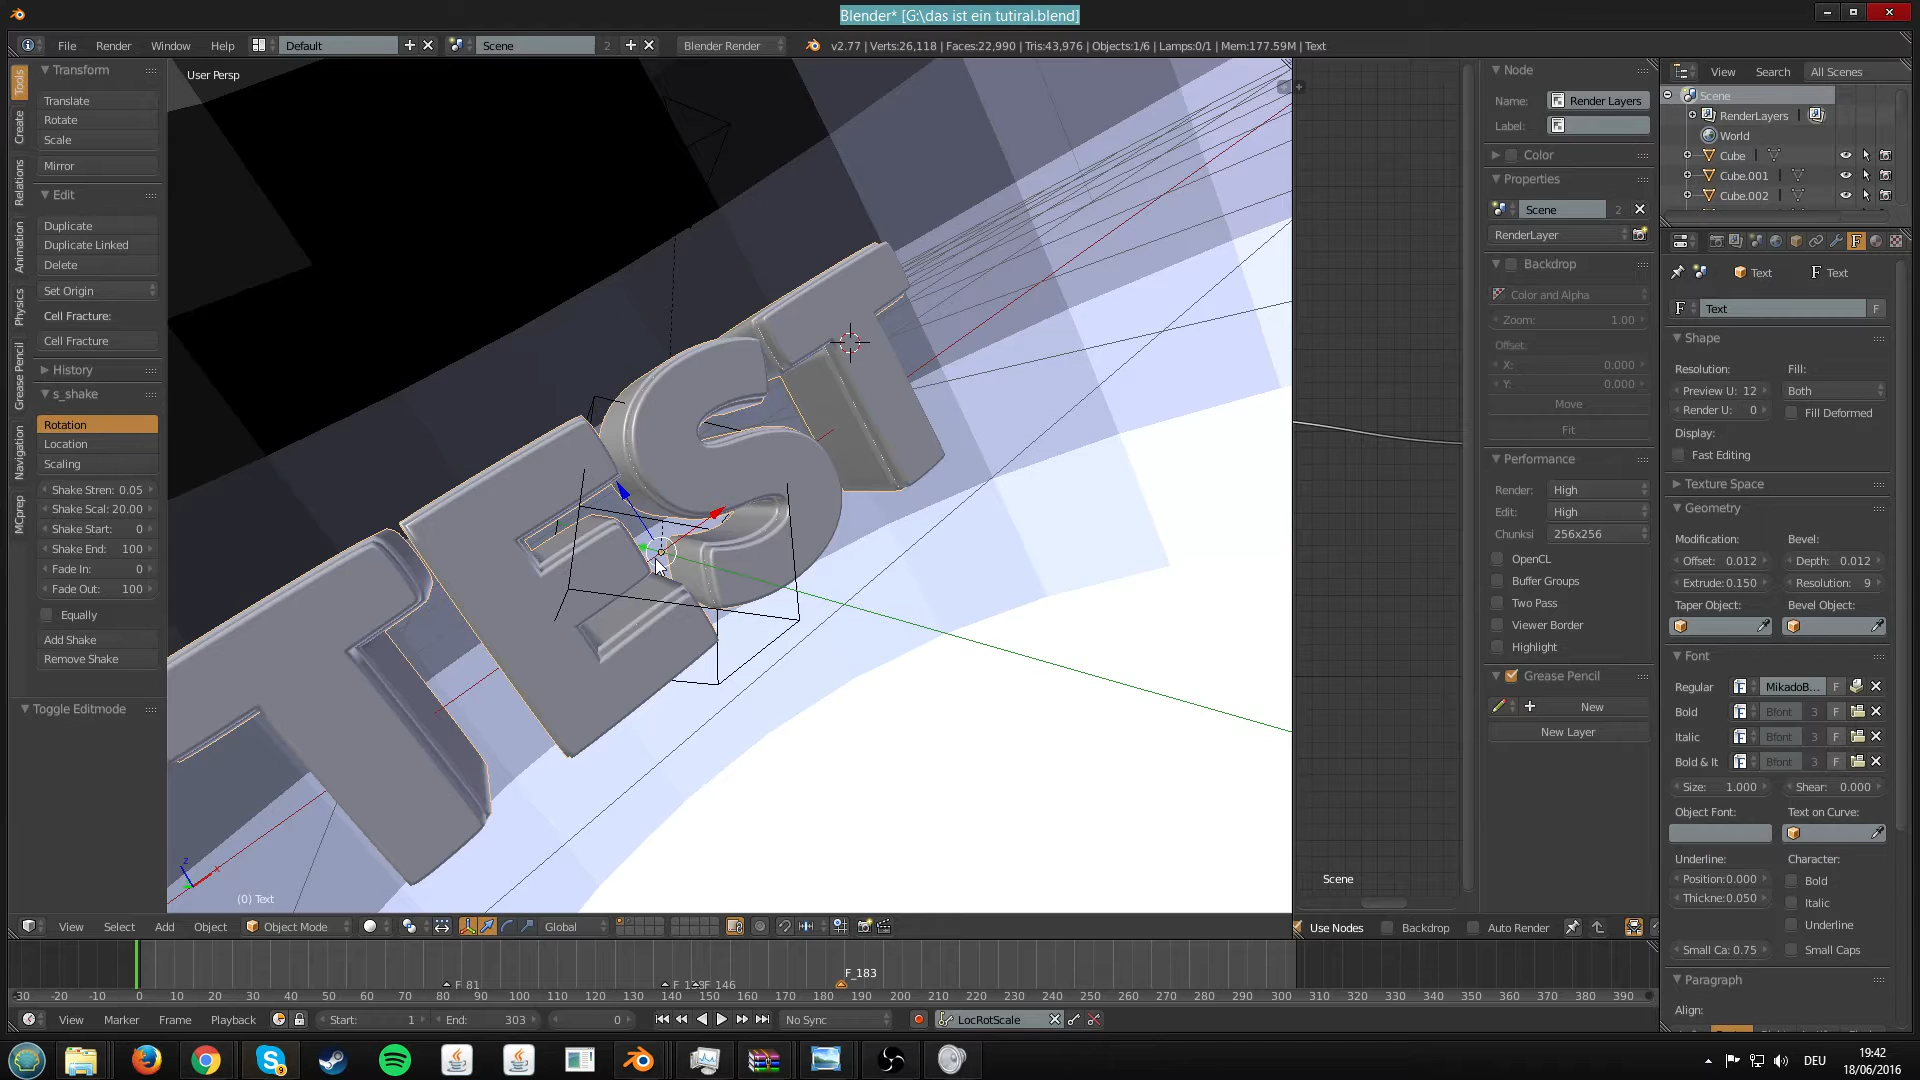 Blender* [G:\das ist ein tutiral.blend]
File Render Window Help Default Scene 2 Blender Render v2.77 | Verts:26,118 | Faces:22,990 | Tris:43,976 | Objects:1/6 | Lamps:0/1 | Mem:177.59M | Text
Tools
Create
Relations
Animation
Physics
Grease Pencil
Navigation
MCprep
Transform
Translate
Rotate
Scale
Mirror
Edit
Duplicate
Duplicate Linked
Delete
Set Origin
Cell Fracture:
Cell Fracture
History
s_shake
Rotation
Location
Scaling
Shake Stren: 0.05
Shake Scal: 20.00
Shake Start: 0
Shake End: 100
Fade In: 0
Fade Out: 100
Equally
Add Shake
Remove Shake
Toggle Editmode
User Persp
TEST
z
x
(0) Text
View Select Add Object Object Mode Global
Scene
Node
Name: Render Layers
Label:
Color
Properties
Scene 2
RenderLayer
Backdrop
Color and Alpha
Zoom: 1.00
Offset:
X: 0.000
Y: 0.000
Move
Fit
Performance
Render: High
Edit: High
Chunksi 256x256
OpenCL
Buffer Groups
Two Pass
Viewer Border
Highlight
Grease Pencil
New
New Layer
Use Nodes Backdrop Auto Render
View Search All Scenes
Scene
RenderLayers
World
Cube
Cube.001
Cube.002
Text F Text
F Text F
Shape
Resolution: Fill:
Preview U: 12 Both
Render U: 0 Fill Deformed
Display:
Fast Editing
Texture Space
Geometry
Modification: Bevel:
Offset: 0.012 Depth: 0.012
Extrude:0.150 Resolution: 9
Taper Object: Bevel Object:
Font
Regular F MikadoB... F
Bold F Bfont 3 F
Italic F Bfont 3 F
Bold & It F Bfont 3 F
Size: 1.000 Shear: 0.000
Object Font: Text on Curve:
Underline: Character:
Position:0.000 Bold
Thickne:0.050 Italic
Underline
Small Ca: 0.75 Small Caps
Paragraph
Align:
F_183
F_81 F_146
-30 -20 -10 0 10 20 30 40 50 60 70 80 90 100 110 120 130 140 150 160 170 180 190 200 210 220 230 240 250 260 270 280 290 300 310 320 330 340 350 360 370 380 390
View Marker Frame Playback Start: 1 End: 303 0 No Sync LocRotScale
9
DEU
19:42
18/06/2016